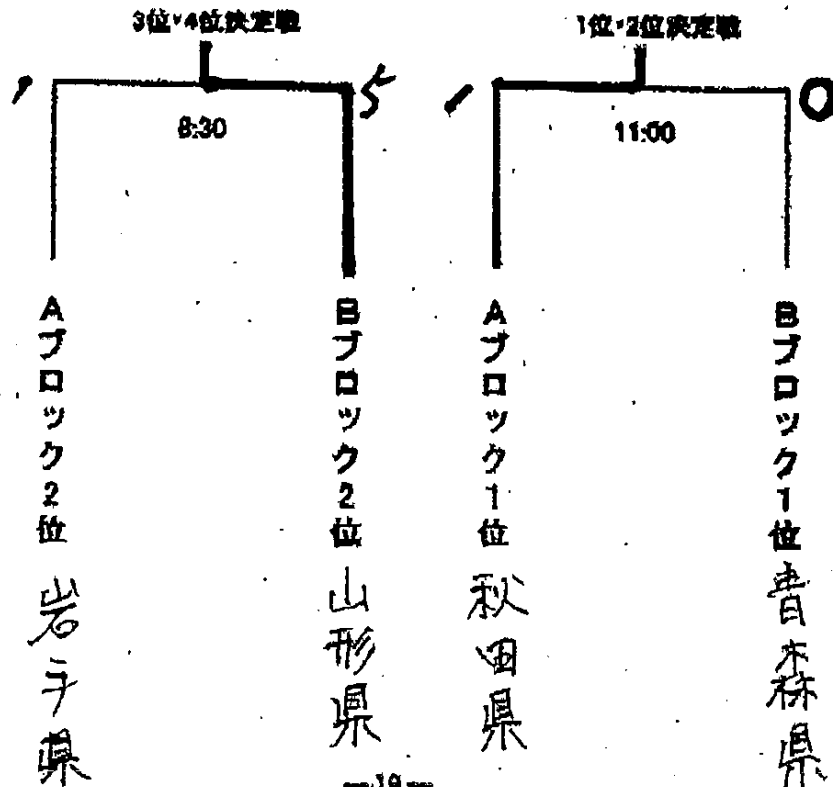 3位・4位決定戦
1位・2位決定戦
1
5
1
0
8:30
11:00
Aブロック2位 岩手県
Bブロック2位 山形県
Aブロック1位 秋田県
Bブロック1位 青森県
—19—